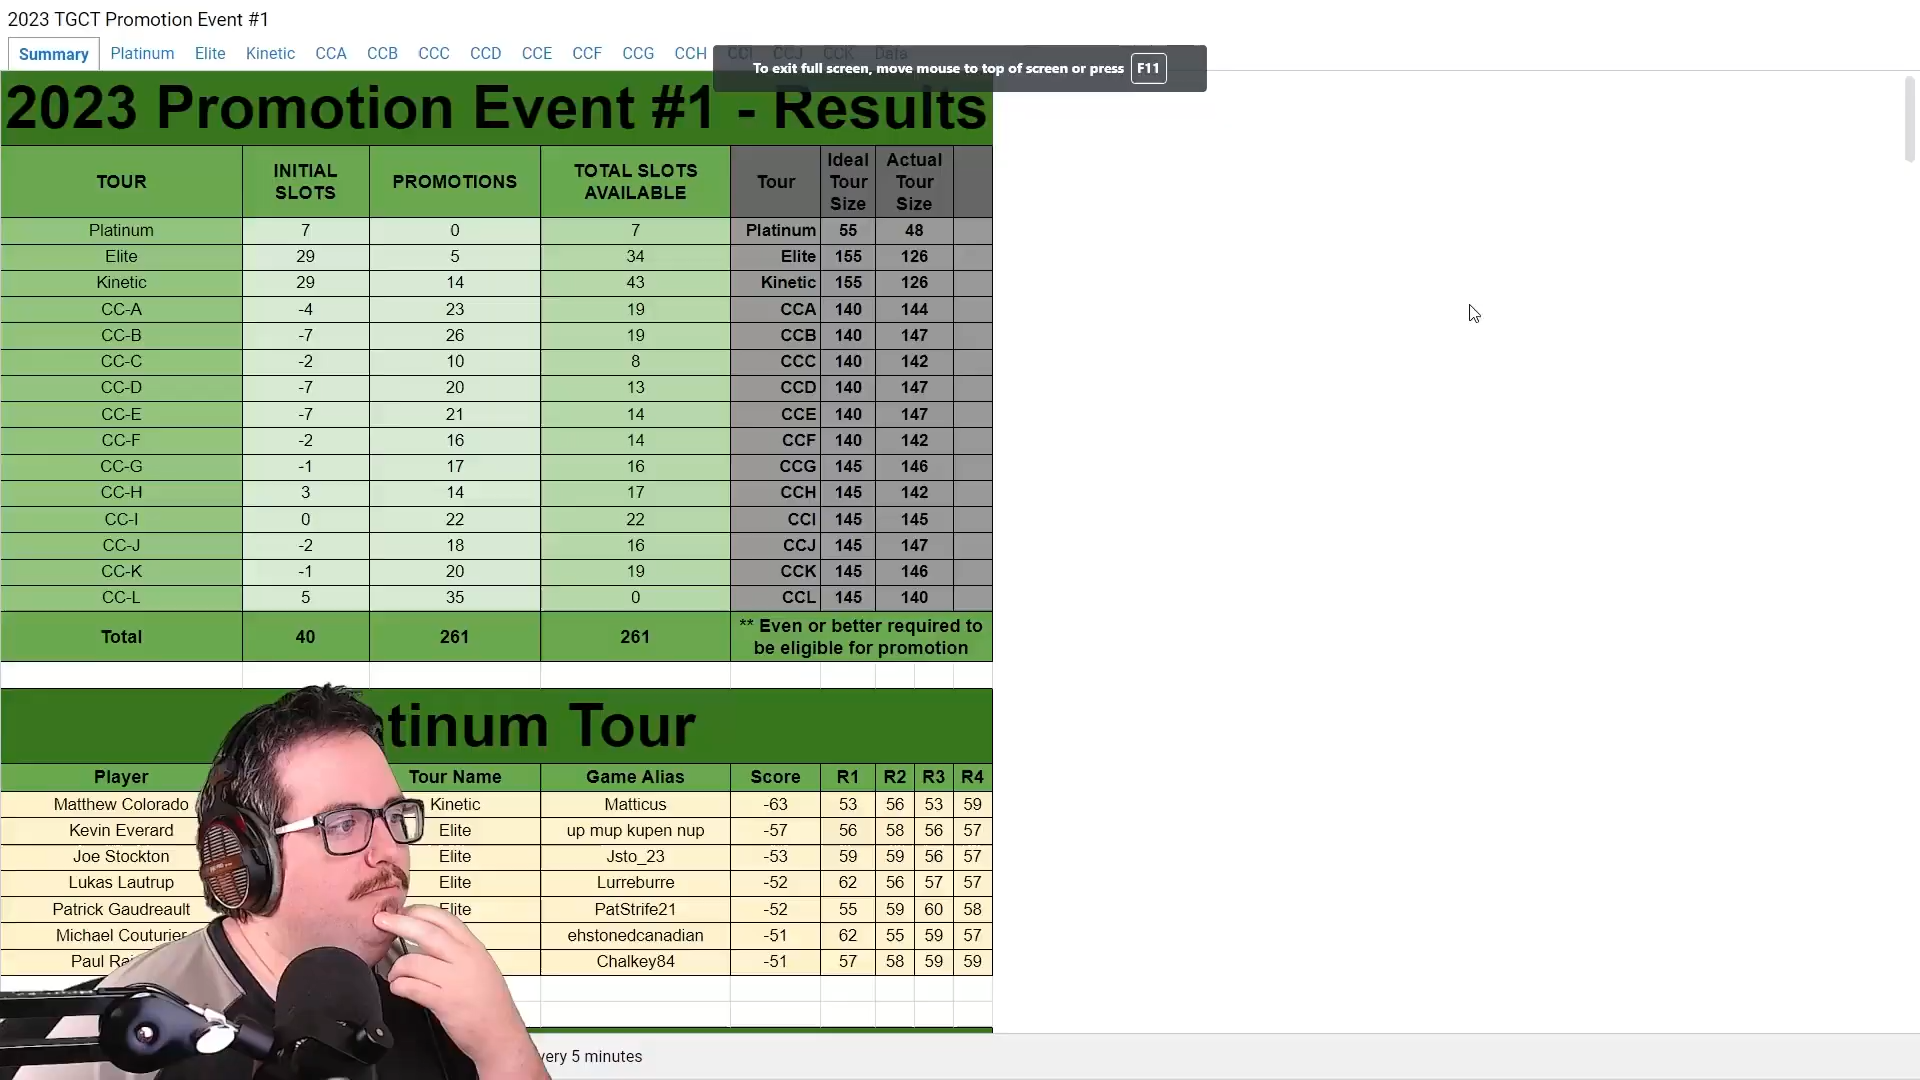 2023 TGCT Promotion Event #1
Summary Platinum Elite Kinetic CCA CCB CCC CCD CCE CCF CCG CCH CCI CCJ CCK Data
To exit full screen, move mouse to top of screen or press F11
2023 Promotion Event #1 - Results
TOUR INITIAL SLOTS PROMOTIONS TOTAL SLOTS AVAILABLE Tour Ideal Tour Size Actual Tour Size
Platinum 7 0 7 Platinum 55 48
Elite 29 5 34 Elite 155 126
Kinetic 29 14 43 Kinetic 155 126
CC-A -4 23 19 CCA 140 144
CC-B -7 26 19 CCB 140 147
CC-C -2 10 8 CCC 140 142
CC-D -7 20 13 CCD 140 147
CC-E -7 21 14 CCE 140 147
CC-F -2 16 14 CCF 140 142
CC-G -1 17 16 CCG 145 146
CC-H 3 14 17 CCH 145 142
CC-I 0 22 22 CCI 145 145
CC-J -2 18 16 CCJ 145 147
CC-K -1 20 19 CCK 145 146
CC-L 5 35 0 CCL 145 140
Total 40 261 261 ** Even or better required to
be eligible for promotion
tinum Tour
Player Tour Name Game Alias Score R1 R2 R3 R4
Matthew Colorado Kinetic Matticus -63 53 56 53 59
Kevin Everard Elite up mup kupen nup -57 56 58 56 57
Joe Stockton Elite Jsto_23 -53 59 59 56 57
Lukas Lautrup Elite Lurreburre -52 62 56 57 57
Patrick Gaudreault Elite PatStrife21 -52 55 59 60 58
Michael Couturier ehstonedcanadian -51 62 55 59 57
Paul Chalkey84 -51 57 58 59 59
very 5 minutes